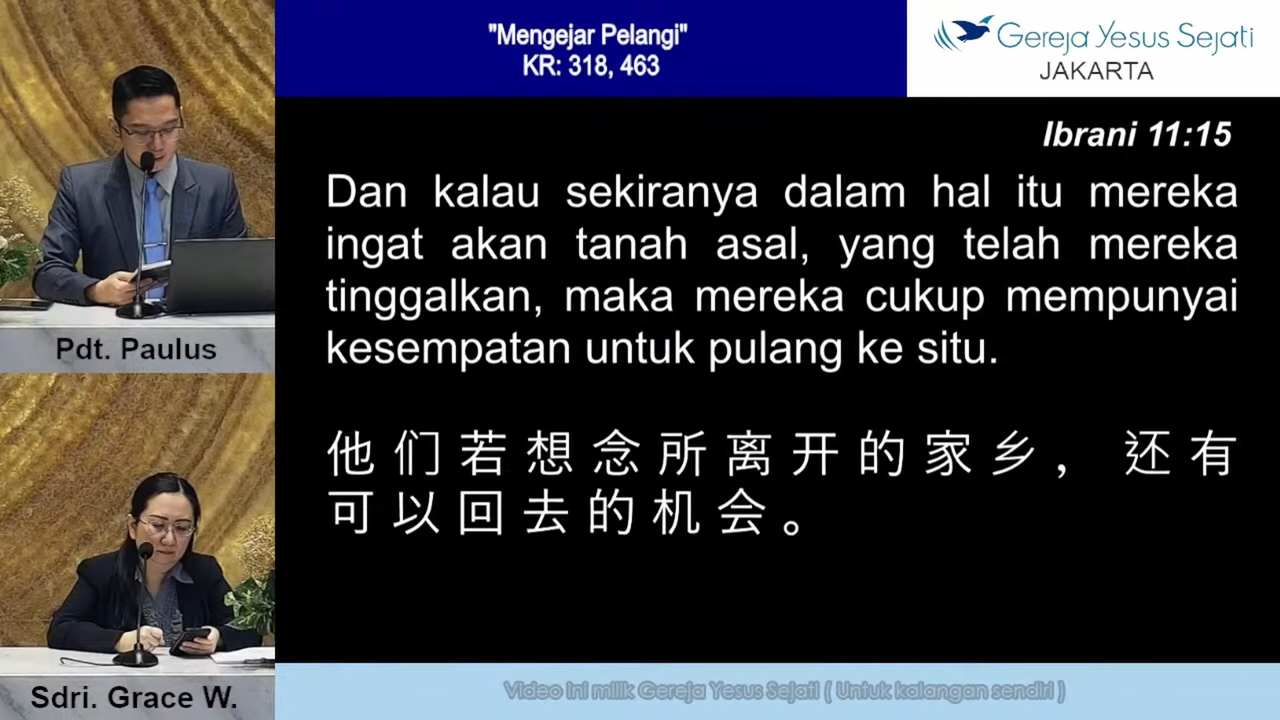 "Mengejar Pelangi"
KR: 318, 463
Gereja Yesus Sejati
JAKARTA
Ibrani 11:15
Dan kalau sekiranya dalam hal itu mereka
ingat akan tanah asal, yang telah mereka
tinggalkan, maka mereka cukup mempunyai
kesempatan untuk pulang ke situ.
他们若想念所离开的家乡，还有
可以回去的机会。
Pdt. Paulus
Sdri. Grace W.
Video ini milik Gereja Yesus Sejati ( Untuk kalangan sendiri )